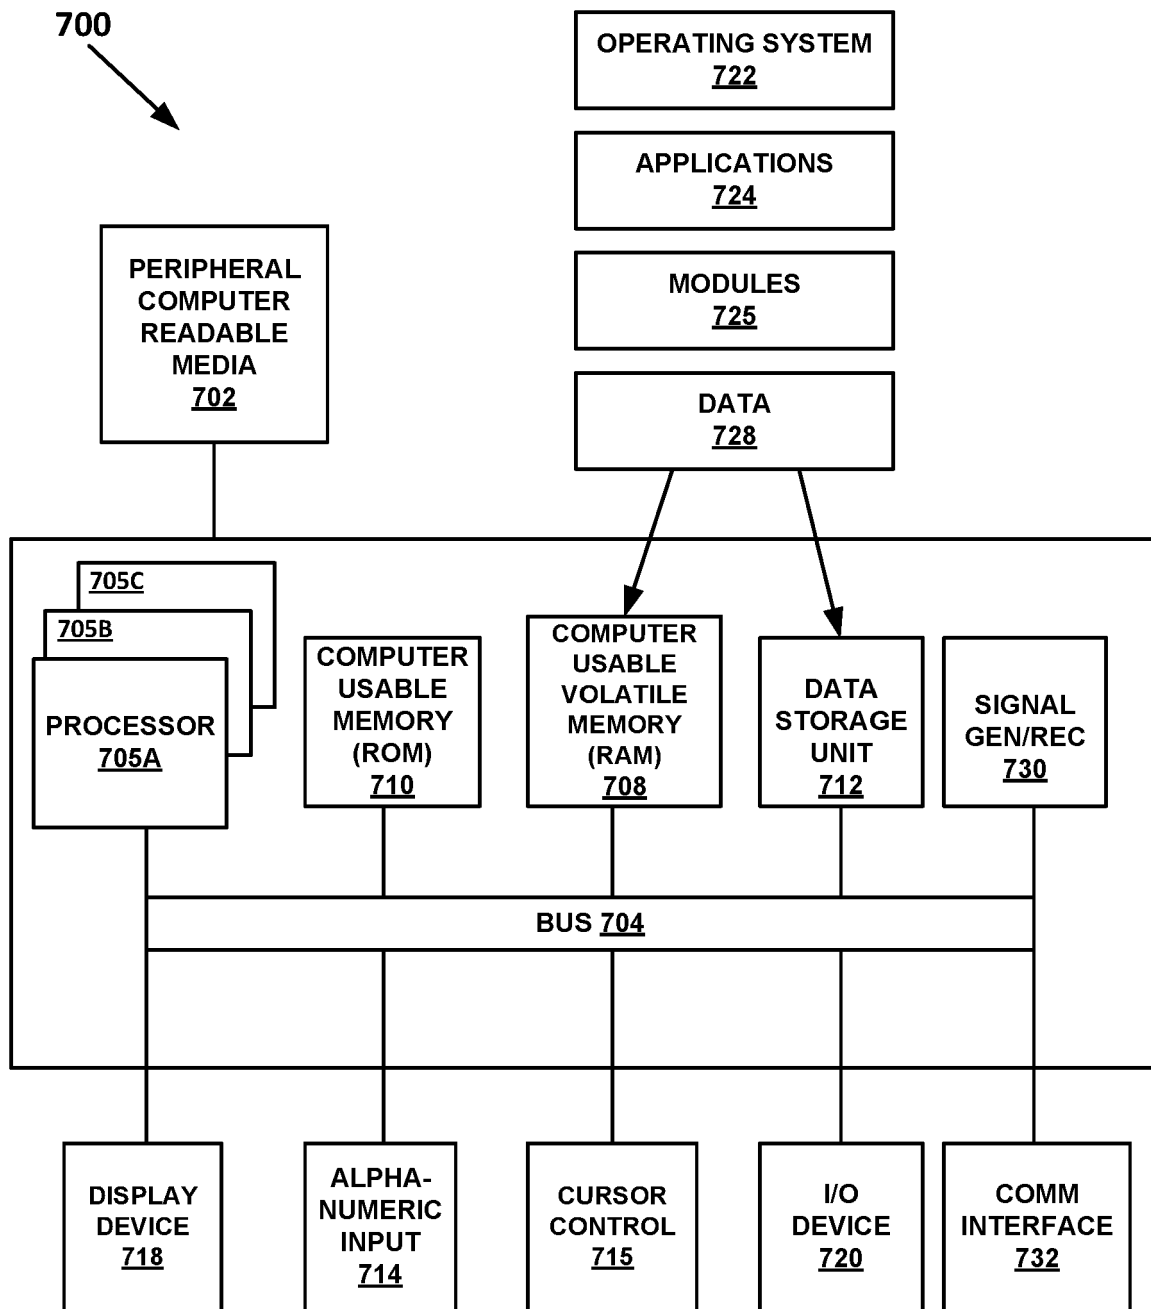 700
OPERATING SYSTEM
722
APPLICATIONS
724
MODULES
725
DATA
728
PERIPHERAL
COMPUTER
READABLE
MEDIA
702
705C
705B
PROCESSOR
705A
COMPUTER
USABLE
MEMORY
(ROM)
710
COMPUTER
USABLE
VOLATILE
MEMORY
(RAM)
708
DATA
STORAGE
UNIT
712
SIGNAL
GEN/REC
730
BUS 704
DISPLAY
DEVICE
718
ALPHA-
NUMERIC
INPUT
714
CURSOR
CONTROL
715
I/O
DEVICE
720
COMM
INTERFACE
732